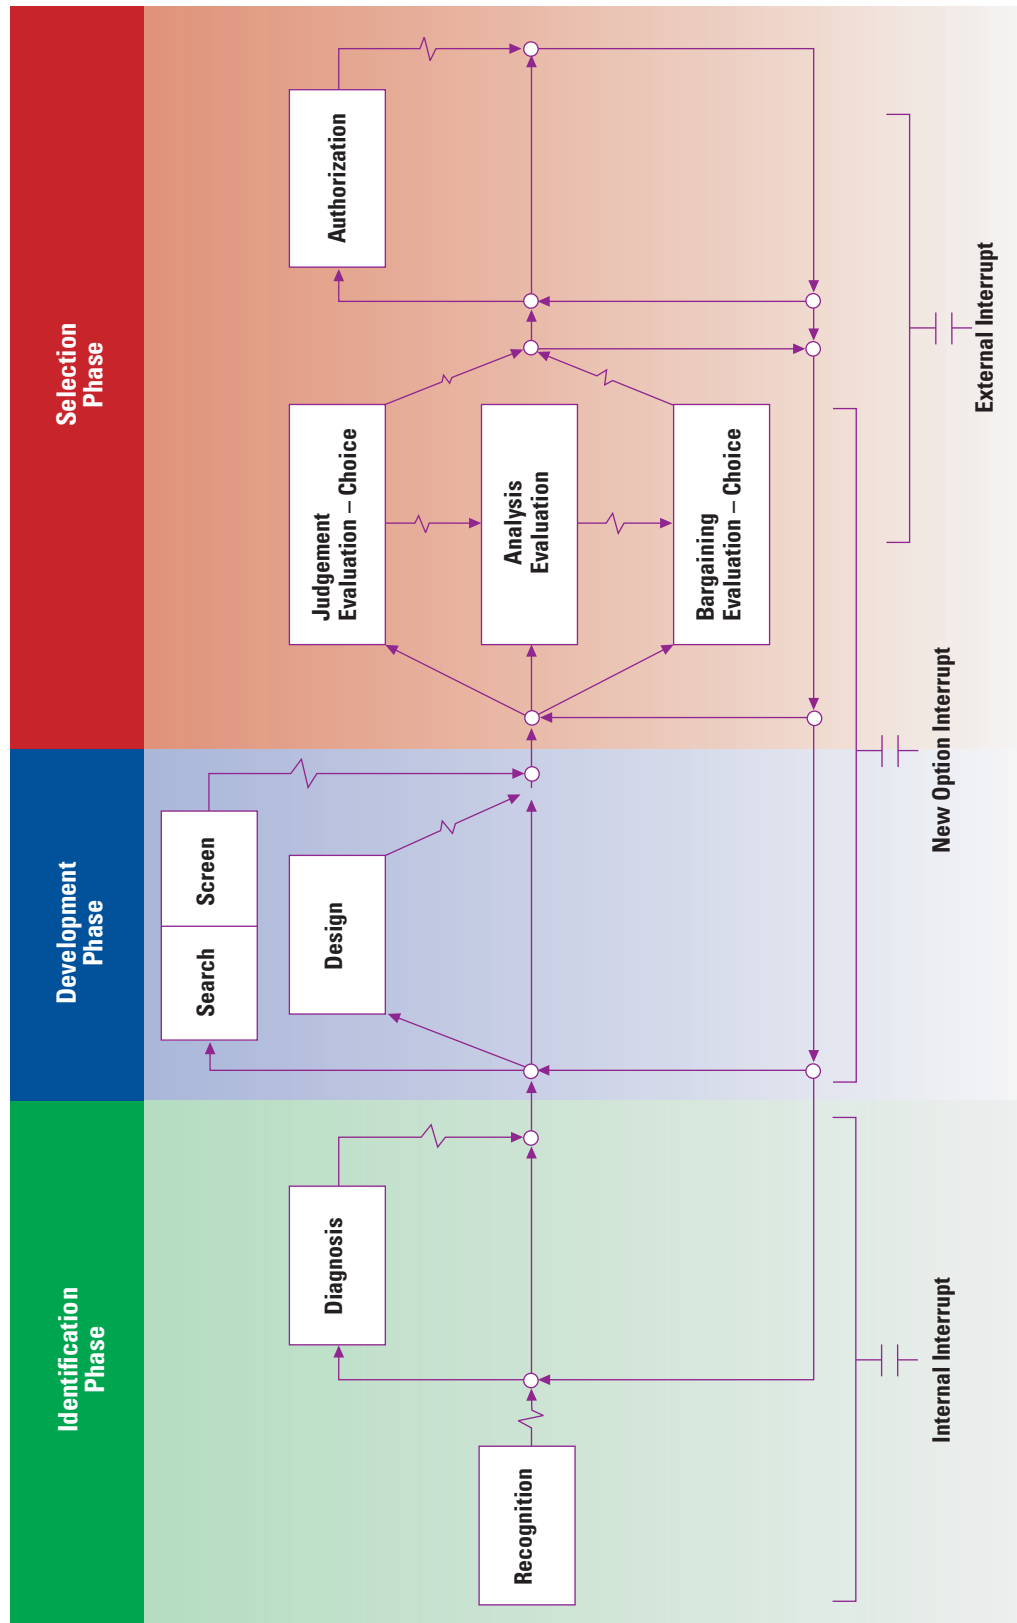 Identification
Phase
Development
Phase
Selection
Phase
Search
Screen
Diagnosis
Design
Judgement
Evaluation – Choice
Authorization
Recognition
Analysis
Evaluation
Bargaining
Evaluation – Choice
Internal Interrupt
New Option Interrupt
External Interrupt